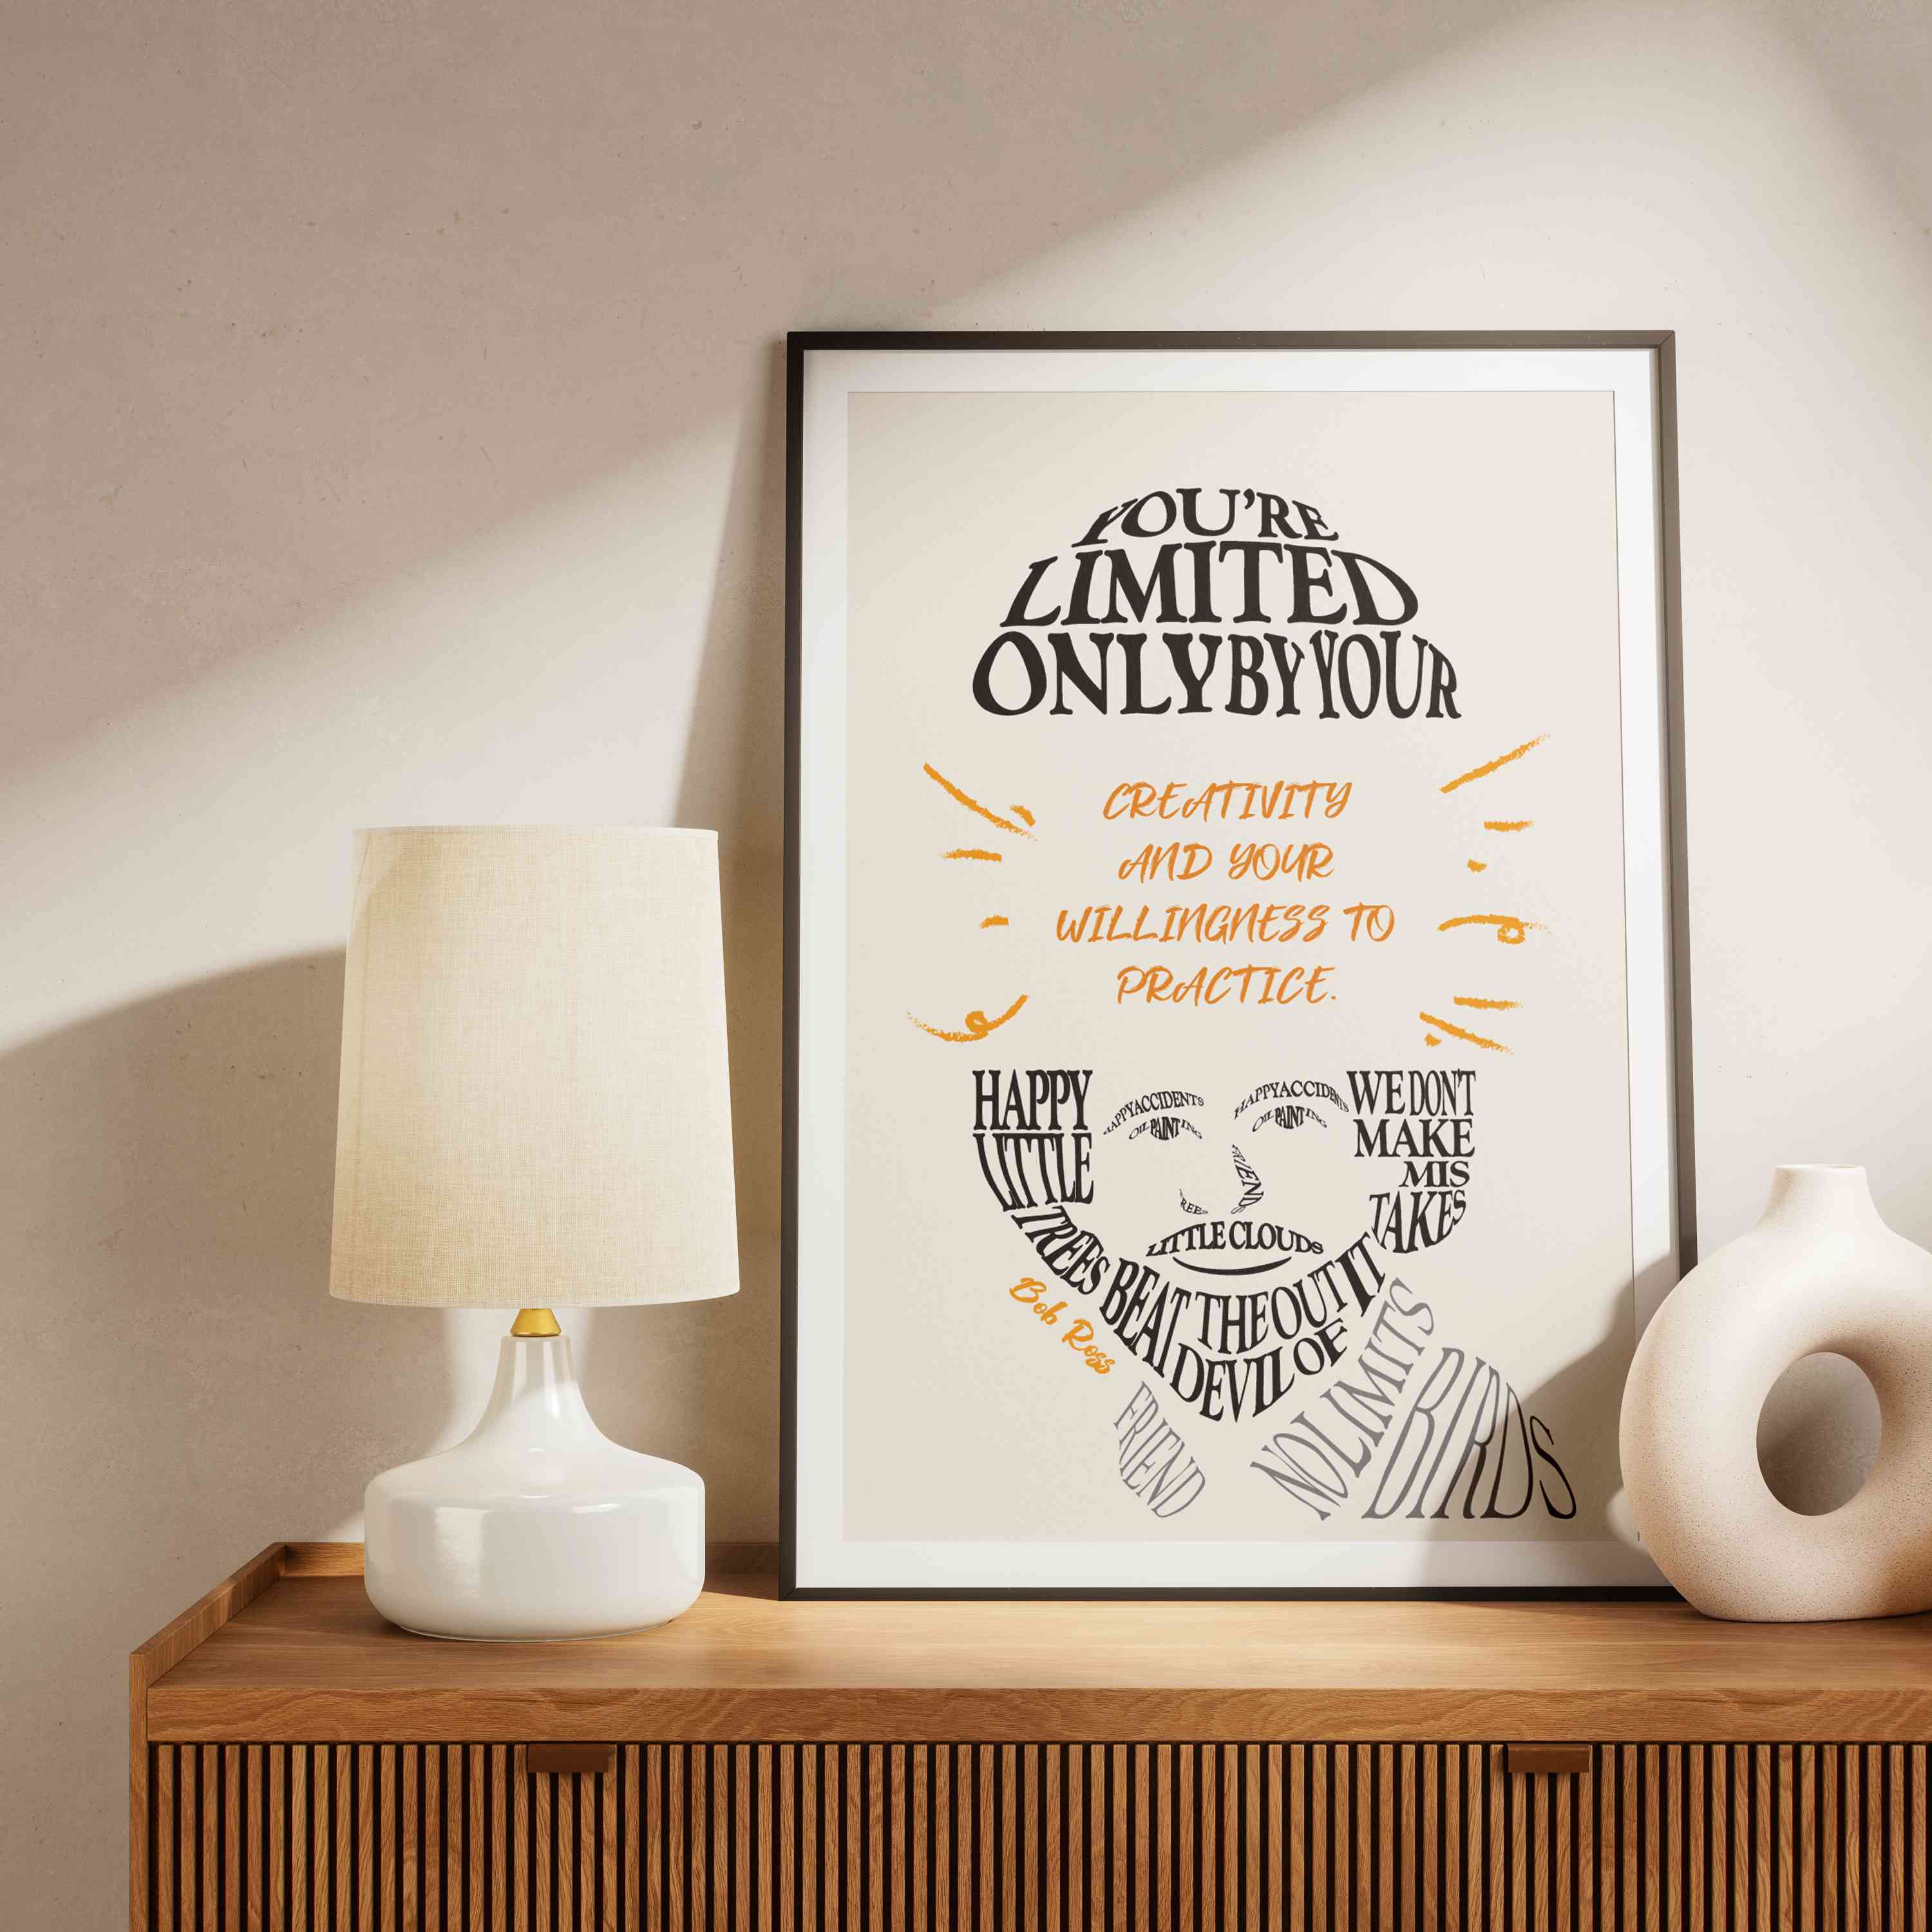 YOU'RE
LIMITED
ONLY BY YOUR
CREATIVITY
AND YOUR
WILLINGNESS TO
PRACTICE.
HAPPY
LITTLE
TREES
HAPPY ACCIDENTS
OIL PAINTING
HAPPY ACCIDENTS
OIL PAINTING
WE DON'T
MAKE
MIS
TAKES
FRIENDS
LITTLE CLOUDS
BEAT THE OUT IT
DEVIL OF
Bob Ross
FRIEND
NO LIMITS
BIRDS